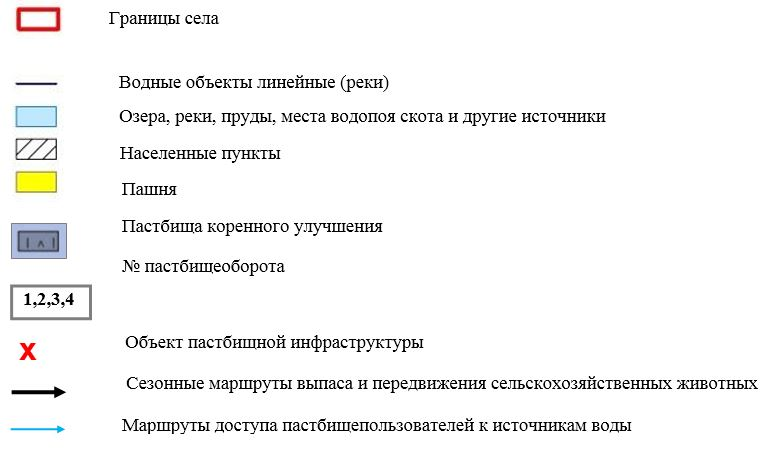 Границы села
Водные объекты линейные (реки)
Озера, реки, пруды, места водопоя скота и другие источники
Населенные пункты
Пашня
Пастбища коренного улучшения
№ пастбищеоборота
1,2,3,4
Объект пастбищной инфраструктуры
Сезонные маршруты выпаса и передвижения сельскохозяйственных животных
Маршруты доступа пастбищепользователей к источникам воды